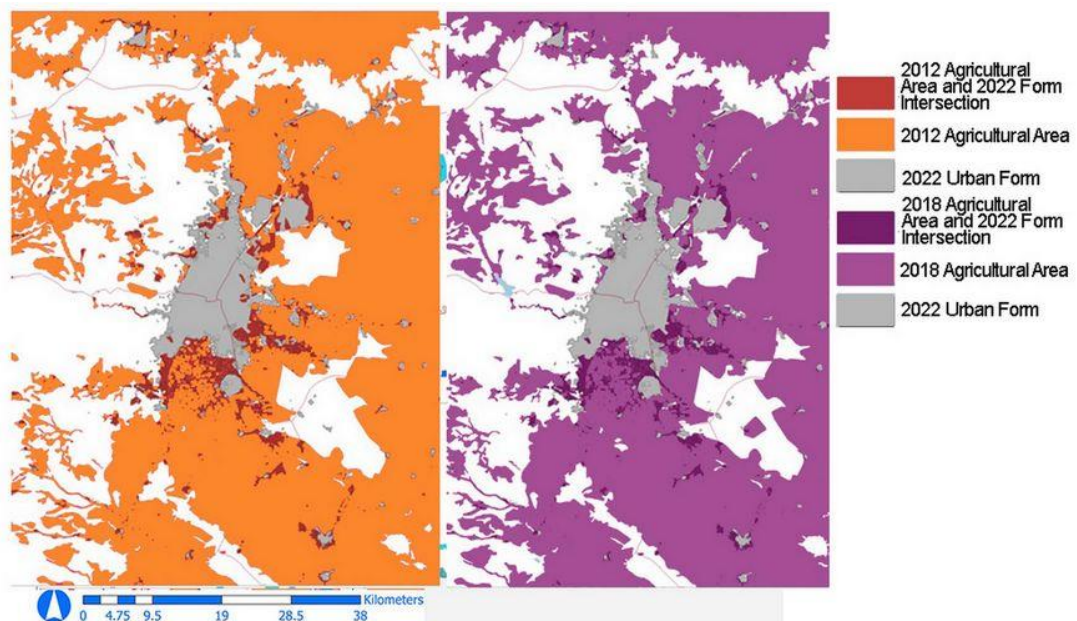 2012 Agricultural
Area and 2022 Form
Intersection
2012 Agricultural Area
2022 Urban Form
2018 Agricultural
Area and 2022 Form
Intersection
2018 Agricultural Area
2022 Urban Form
Kilometers
0 4.75 9.5 19 28.5 38